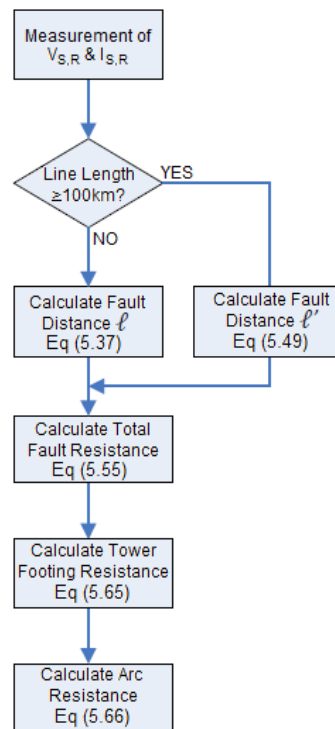 Measurement of
V_S,R & I_S,R
Line Length
≥100km?
YES
NO
Calculate Fault
Distance ℓ
Eq (5.37)
Calculate Fault
Distance ℓ′
Eq (5.49)
Calculate Total
Fault Resistance
Eq (5.55)
Calculate Tower
Footing Resistance
Eq (5.65)
Calculate Arc
Resistance
Eq (5.66)